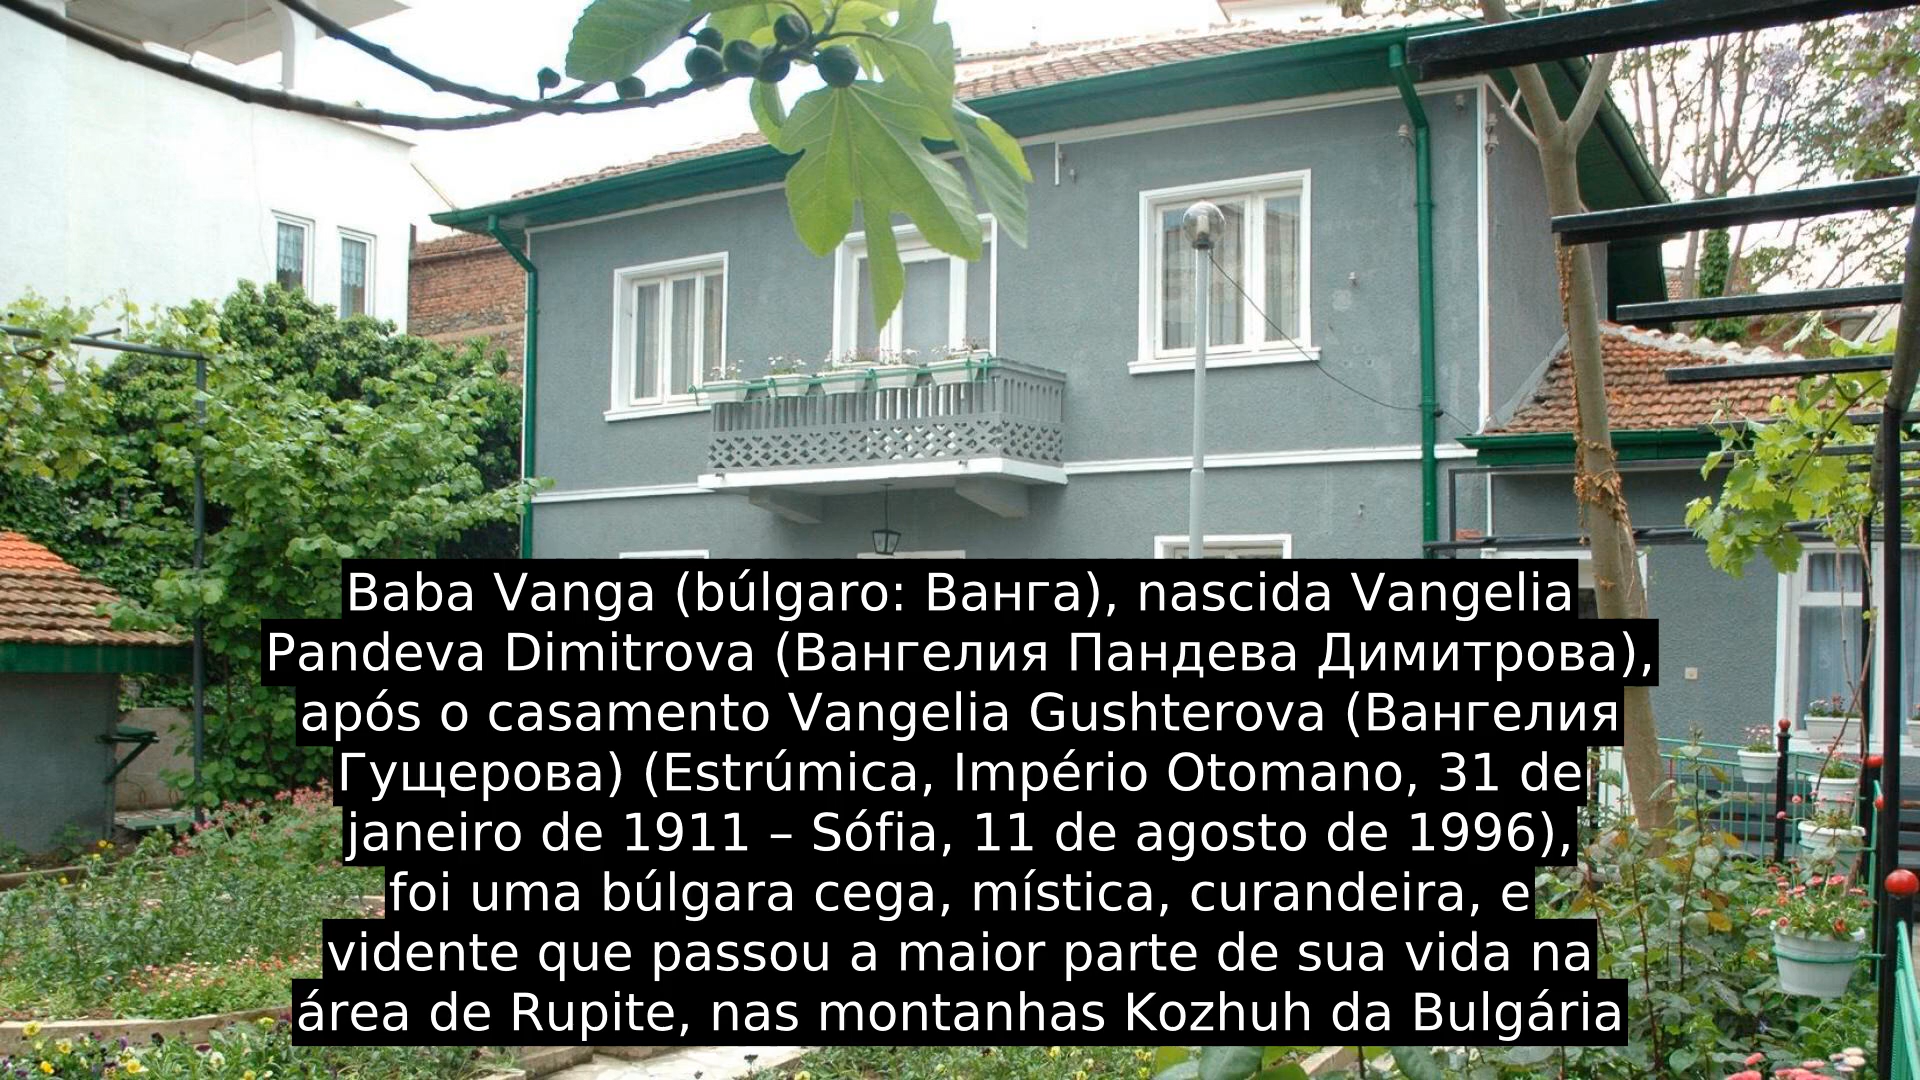 Baba Vanga (búlgaro: Ванга), nascida Vangelia
Pandeva Dimitrova (Вангелия Пандева Димитрова),
após o casamento Vangelia Gushterova (Вангелия
Гущерова) (Estrúmica, Império Otomano, 31 de
janeiro de 1911 – Sófia, 11 de agosto de 1996),
foi uma búlgara cega, mística, curandeira, e
vidente que passou a maior parte de sua vida na
área de Rupite, nas montanhas Kozhuh da Bulgária